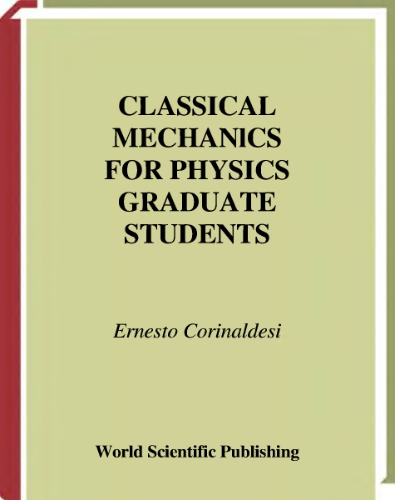 CLASSICAL
MECHANICS
FOR PHYSICS
GRADUATE
STUDENTS
Ernesto Corinaldesi
World Scientific Publishing